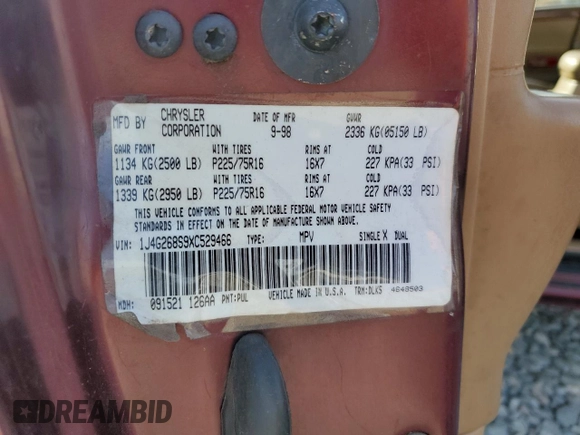 MFD BY CHRYSLER CORPORATION DATE OF MFR 9-98 GVWR 2336 KG(05150 LB)
GAWR FRONT WITH TIRES RIMS AT COLD
1134 KG(2500 LB) P225/75R16 16X7 227 KPA(33 PSI)
GAWR REAR WITH TIRES RIMS AT COLD
1339 KG(2950 LB) P225/75R16 16X7 227 KPA(33 PSI)
THIS VEHICLE CONFORMS TO ALL APPLICABLE FEDERAL MOTOR VEHICLE SAFETY
STANDARDS IN EFFECT ON THE DATE OF MANUFACTURE SHOWN ABOVE.
VIN: 1J4G268S9XC529466 TYPE: MPV SINGLE X DUAL
MDH: 091521 126AA PNT:PUL VEHICLE MADE IN U.S.A. TRM:DLK5 4648503
DREAMBID